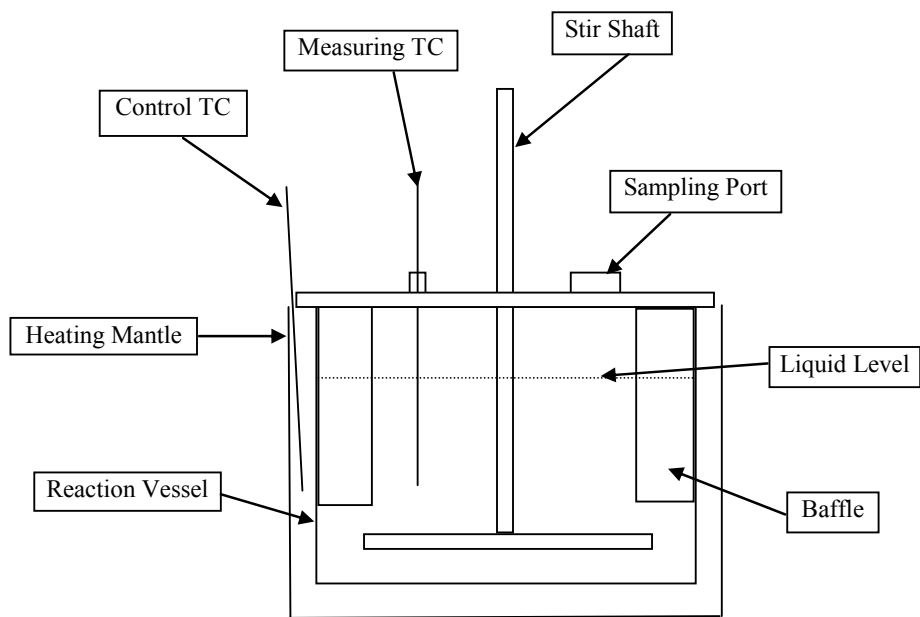 Stir Shaft
Measuring TC
Control TC
Sampling Port
Heating Mantle
Liquid Level
Reaction Vessel
Baffle